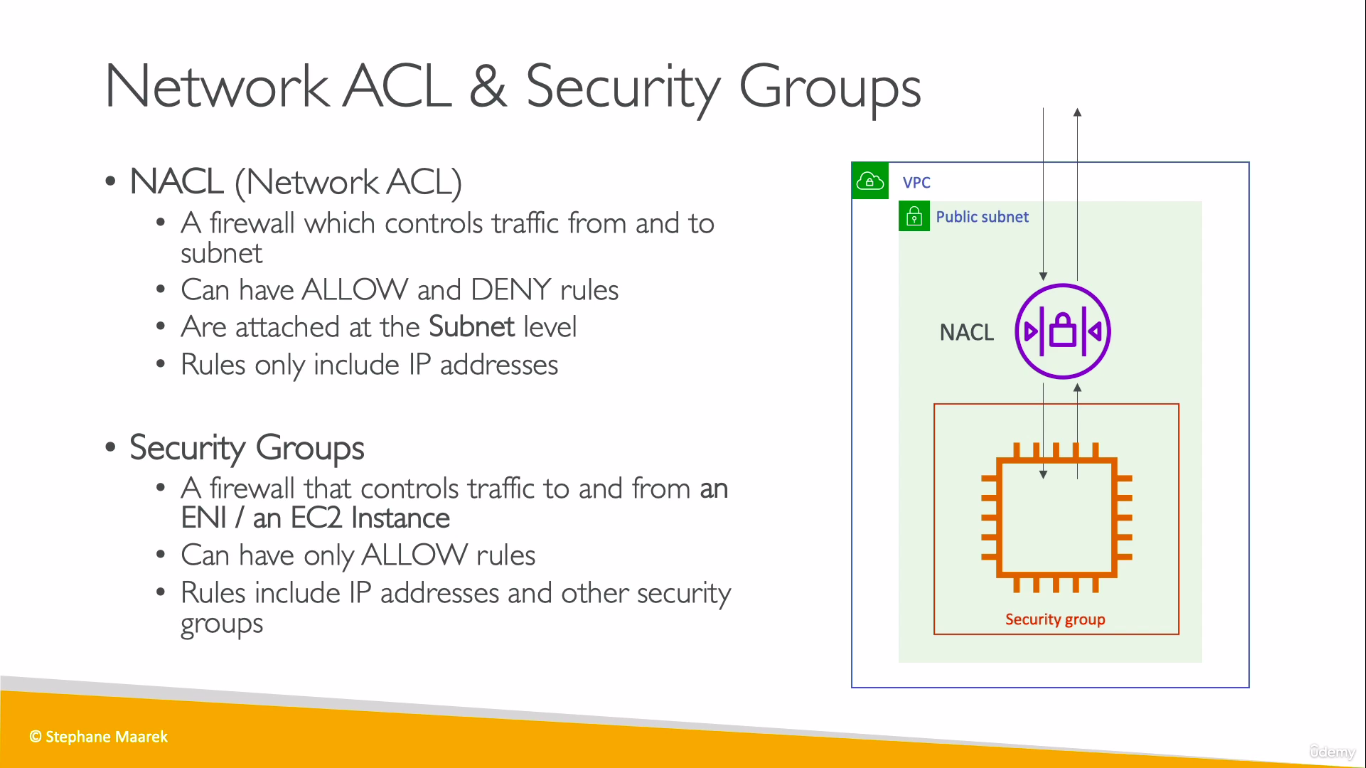 Network ACL & Security Groups
• NACL (Network ACL)
• A firewall which controls traffic from and to
subnet
• Can have ALLOW and DENY rules
• Are attached at the Subnet level
• Rules only include IP addresses
• Security Groups
• A firewall that controls traffic to and from an
ENI / an EC2 Instance
• Can have only ALLOW rules
• Rules include IP addresses and other security
groups
VPC
Public subnet
NACL
Security group
© Stephane Maarek
ûdemy